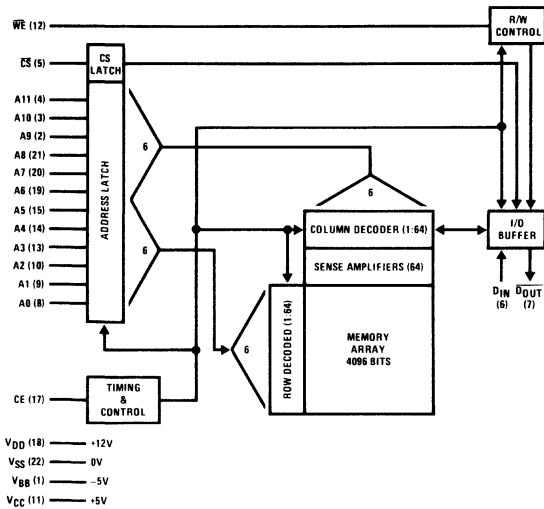 W̅E̅ (12)
R/W
CONTROL
C̅S̅ (5)
CS
LATCH
A11 (4)
A10 (3)
A9 (2)
A8 (21)
A7 (20)
A6 (19)
A5 (15)
A4 (14)
A3 (13)
A2 (10)
A1 (9)
A0 (8)
ADDRESS LATCH
6
6
6
COLUMN DECODER (1:64)
I/O
BUFFER
SENSE AMPLIFIERS (64)
DIN
(6)
D̅O̅U̅T̅
(7)
6
ROW DECODED (1:64)
MEMORY
ARRAY
4096 BITS
CE (17)
TIMING
&
CONTROL
VDD (18) +12V
VSS (22) 0V
VBB (1) −5V
VCC (11) +5V